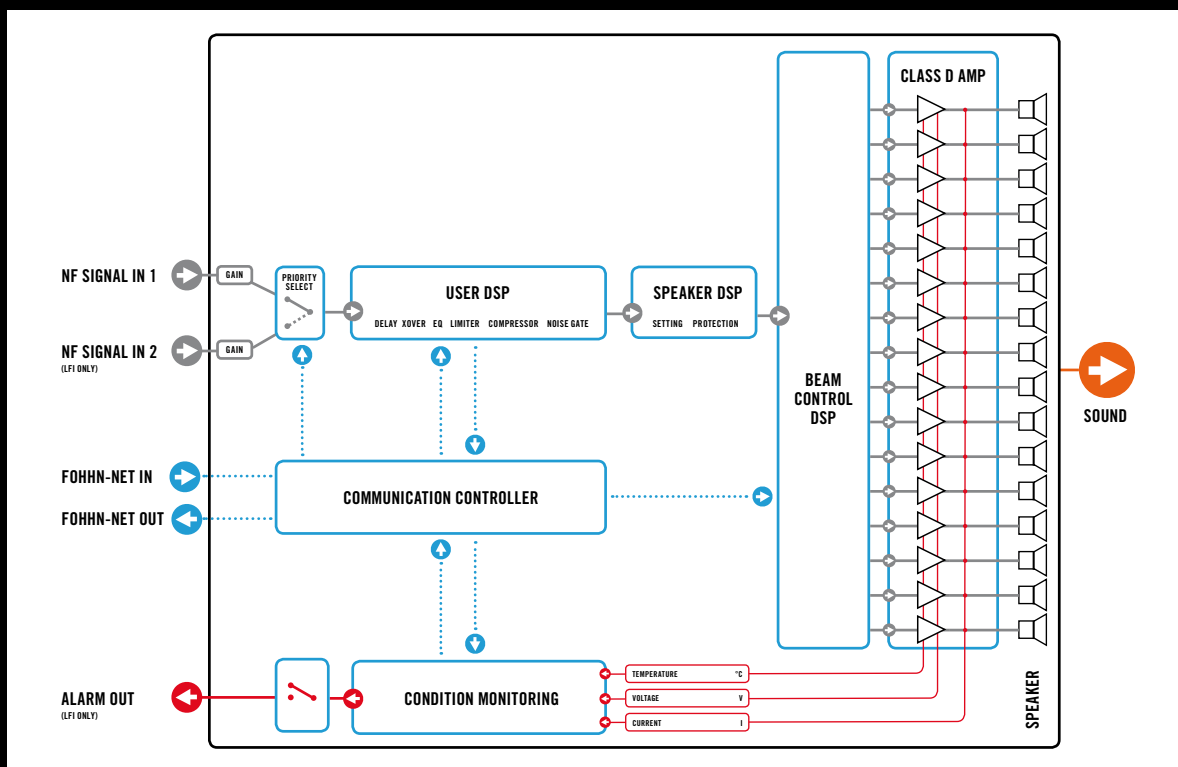 CLASS D AMP
NF SIGNAL IN 1
GAIN
PRIORITY
SELECT
USER DSP
DELAY XOVER EQ LIMITER COMPRESSOR NOISE GATE
SPEAKER DSP
SETTING PROTECTION
NF SIGNAL IN 2
(LFI ONLY)
GAIN
BEAM
CONTROL
DSP
SOUND
FOHHN-NET IN
FOHHN-NET OUT
COMMUNICATION CONTROLLER
ALARM OUT
(LFI ONLY)
CONDITION MONITORING
TEMPERATURE °C
VOLTAGE V
CURRENT I
SPEAKER